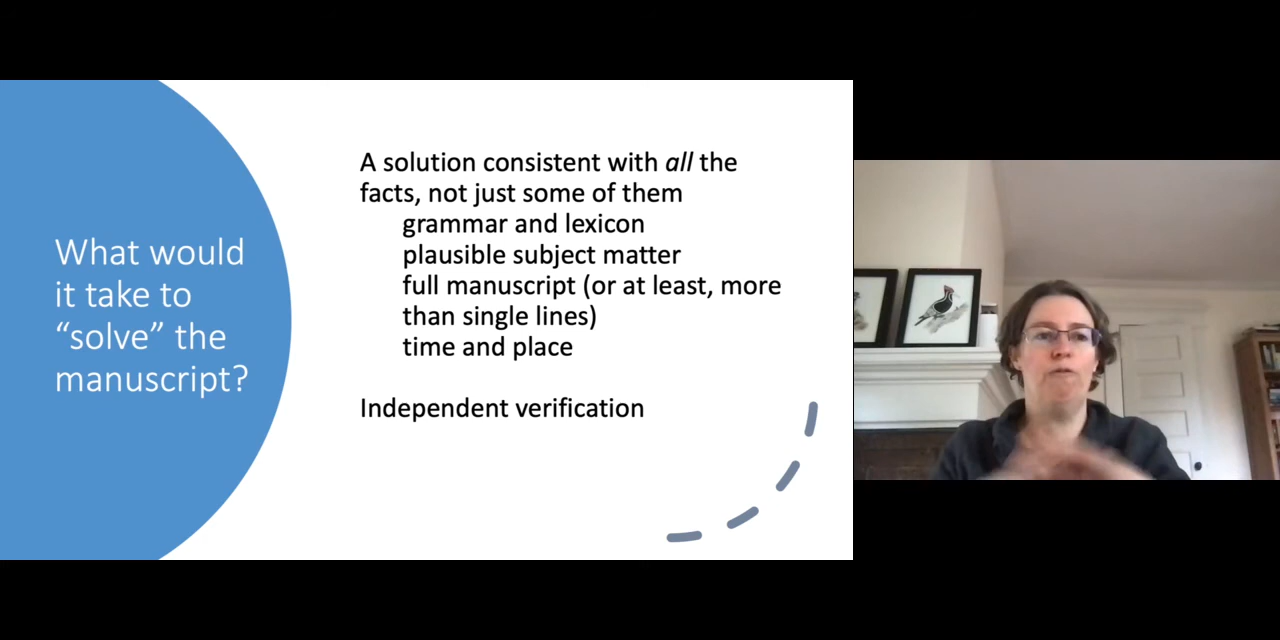 What would
it take to
“solve” the
manuscript?
A solution consistent with all the
facts, not just some of them
grammar and lexicon
plausible subject matter
full manuscript (or at least, more
than single lines)
time and place
Independent verification